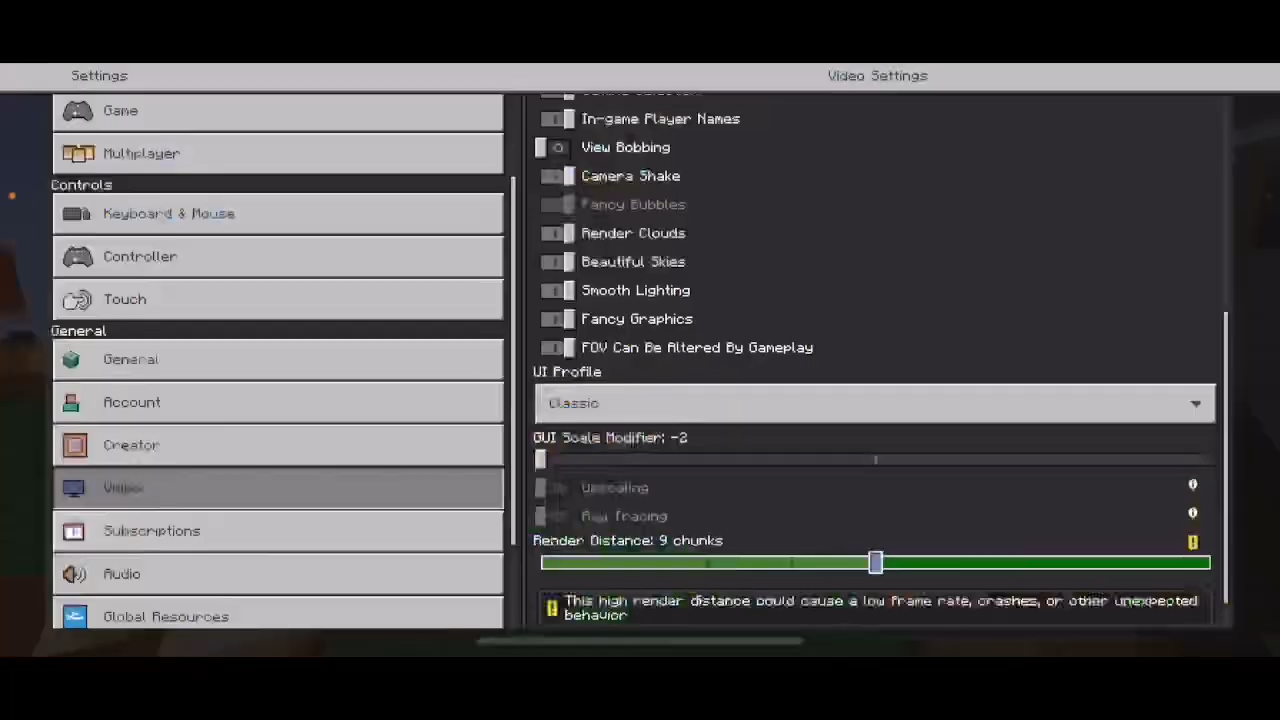 Settings
Video Settings
Game
Multiplayer
Controls
Keyboard & Mouse
Controller
Touch
General
General
Account
Creator
Video
Subscriptions
Audio
Global Resources
In-game Player Names
View Bobbing
Camera Shake
Fancy Bubbles
Render Clouds
Beautiful Skies
Smooth Lighting
Fancy Graphics
FOV Can Be Altered By Gameplay
UI Profile
Classic
GUI Scale Modifier: -2
Upscaling
Ray Tracing
Render Distance: 9 chunks
This high render distance could cause a low frame rate, crashes, or other unexpected
behavior